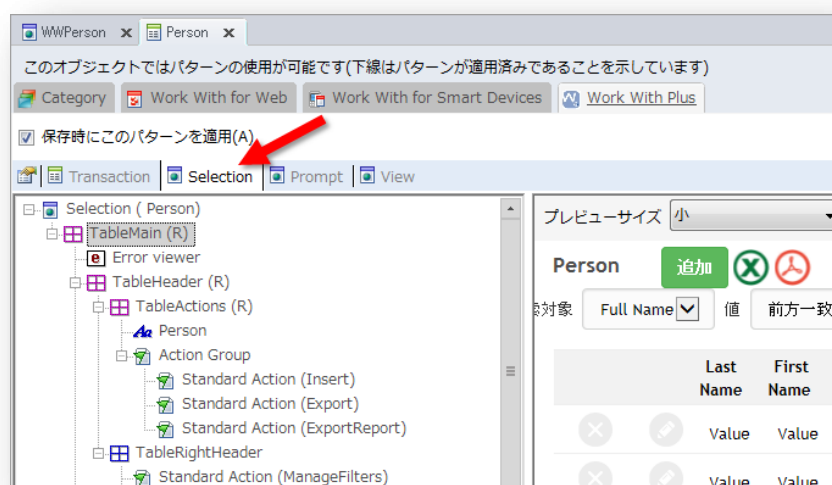 WWPerson x Person x
このオブジェクトではパターンの使用が可能です(下線はパターンが適用済みであることを示しています)
Category Work With for Web Work With for Smart Devices Work With Plus
保存時にこのパターンを適用(A)
Transaction Selection Prompt View
Selection ( Person)
TableMain (R)
Error viewer
TableHeader (R)
TableActions (R)
Person
Action Group
Standard Action (Insert)
Standard Action (Export)
Standard Action (ExportReport)
TableRightHeader
Standard Action (ManageFilters)
プレビューサイズ 小
Person 追加
対象 Full Name 値 前方一致
Last Name First Name
Value Value
Value Value